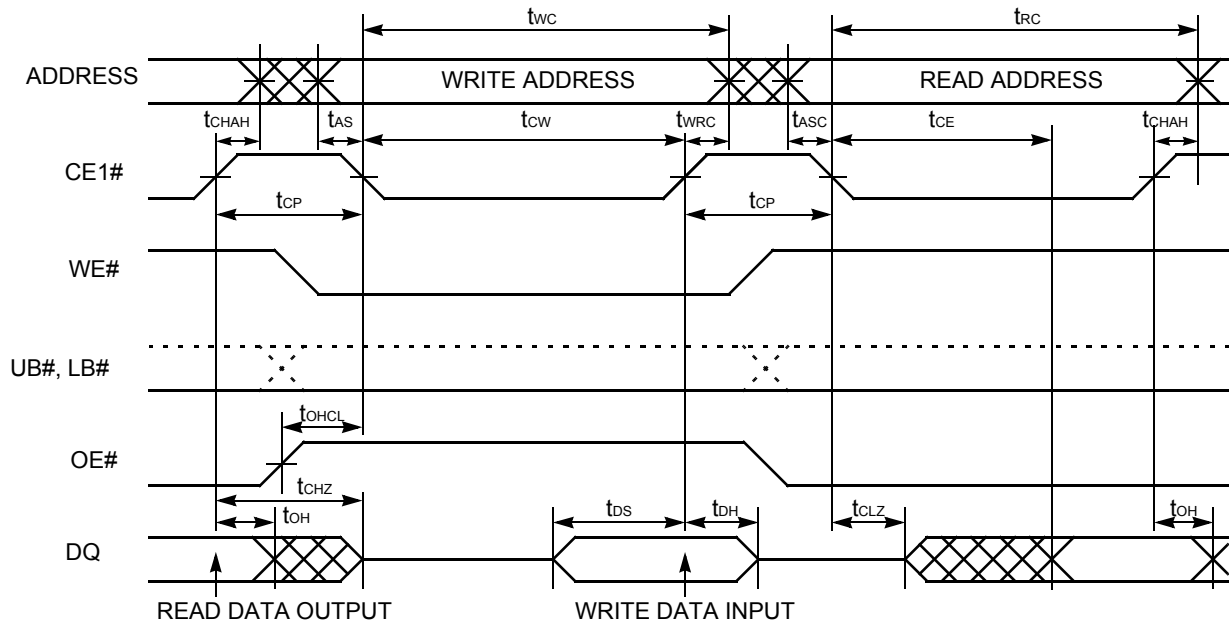 tWC tRC
ADDRESS WRITE ADDRESS READ ADDRESS
tCHAH tAS tCW tWRC tASC tCE tCHAH
CE1#
tCP tCP
WE#
UB#, LB#
tOHCL
OE#
tCHZ
tOH tDS tDH tCLZ tOH
DQ
READ DATA OUTPUT WRITE DATA INPUT